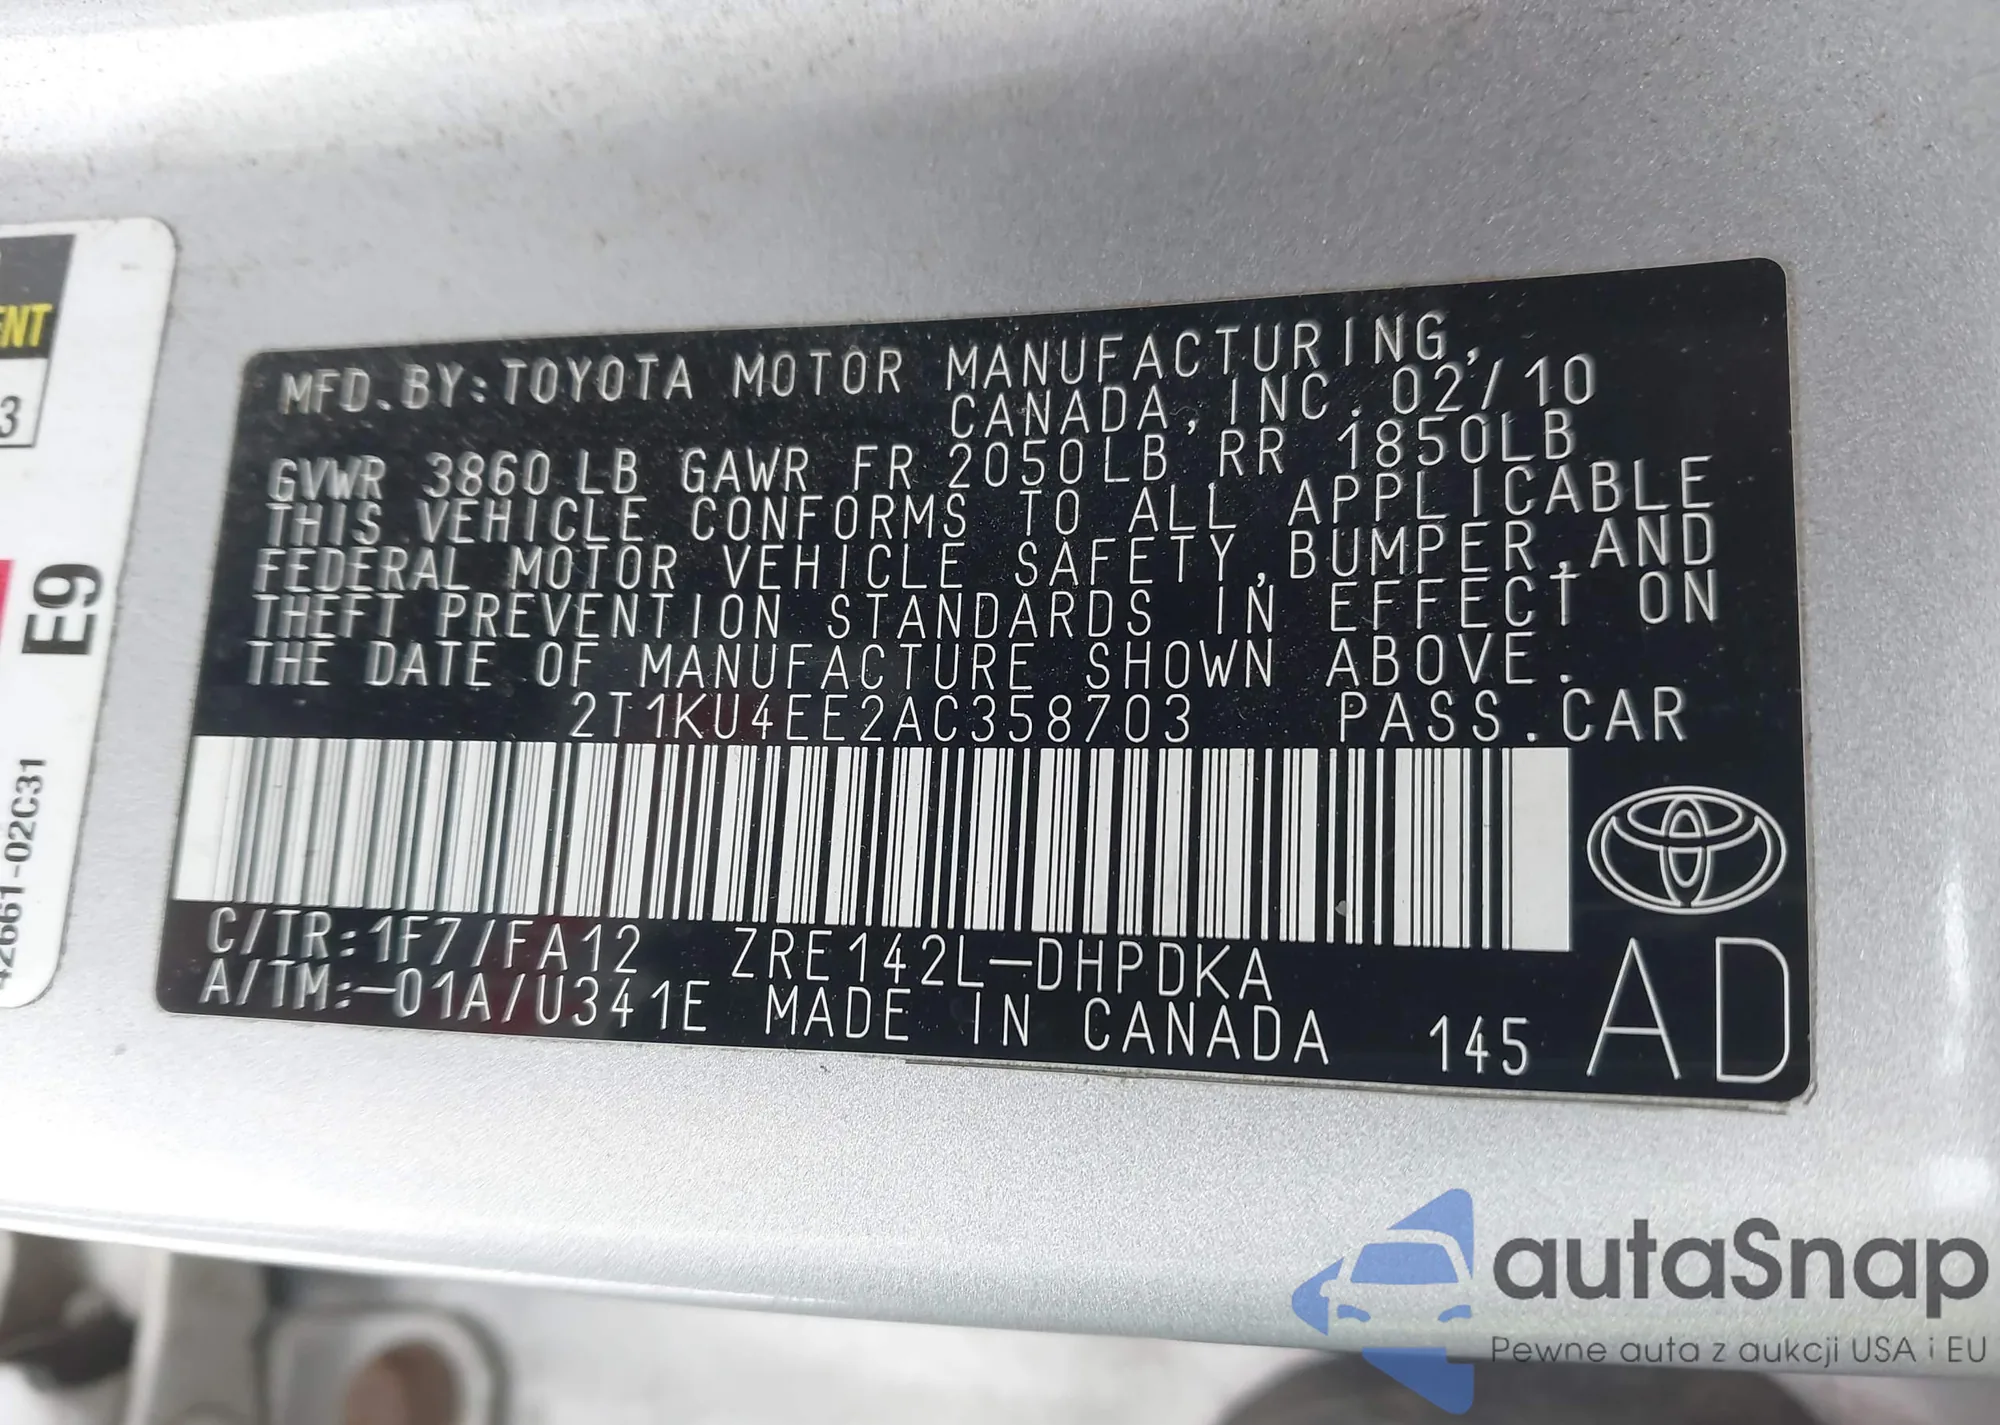 MFD.BY:TOYOTA MOTOR MANUFACTURING,
CANADA,INC. 02/10
GVWR 3860LB GAWR FR 2050LB RR 1850LB
THIS VEHICLE CONFORMS TO ALL APPLICABLE
FEDERAL MOTOR VEHICLE SAFETY,BUMPER,AND
THEFT PREVENTION STANDARDS IN EFFECT ON
THE DATE OF MANUFACTURE SHOWN ABOVE.
2T1KU4EE2AC358703 PASS.CAR
C/TR:1F7/FA12 ZRE142L-DHPDKA
A/TM:-01A/U341E MADE IN CANADA 145 AD
3
E9
42661-02C31
autaSnap
Pewne auta z aukcji USA i EU